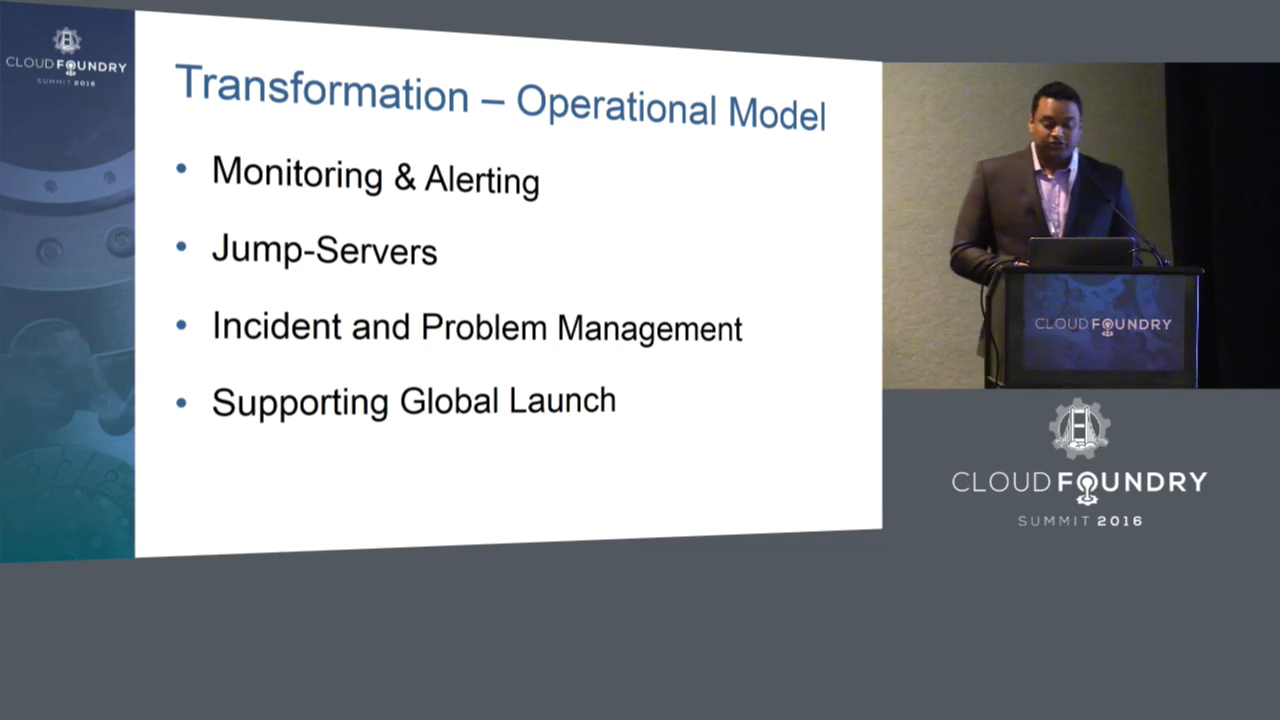 CLOUD FOUNDRY
SUMMIT 2016
Transformation – Operational Model
• Monitoring & Alerting
• Jump-Servers
• Incident and Problem Management
• Supporting Global Launch
CLOUD FOUNDRY
CLOUD FOUNDRY
SUMMIT 2016